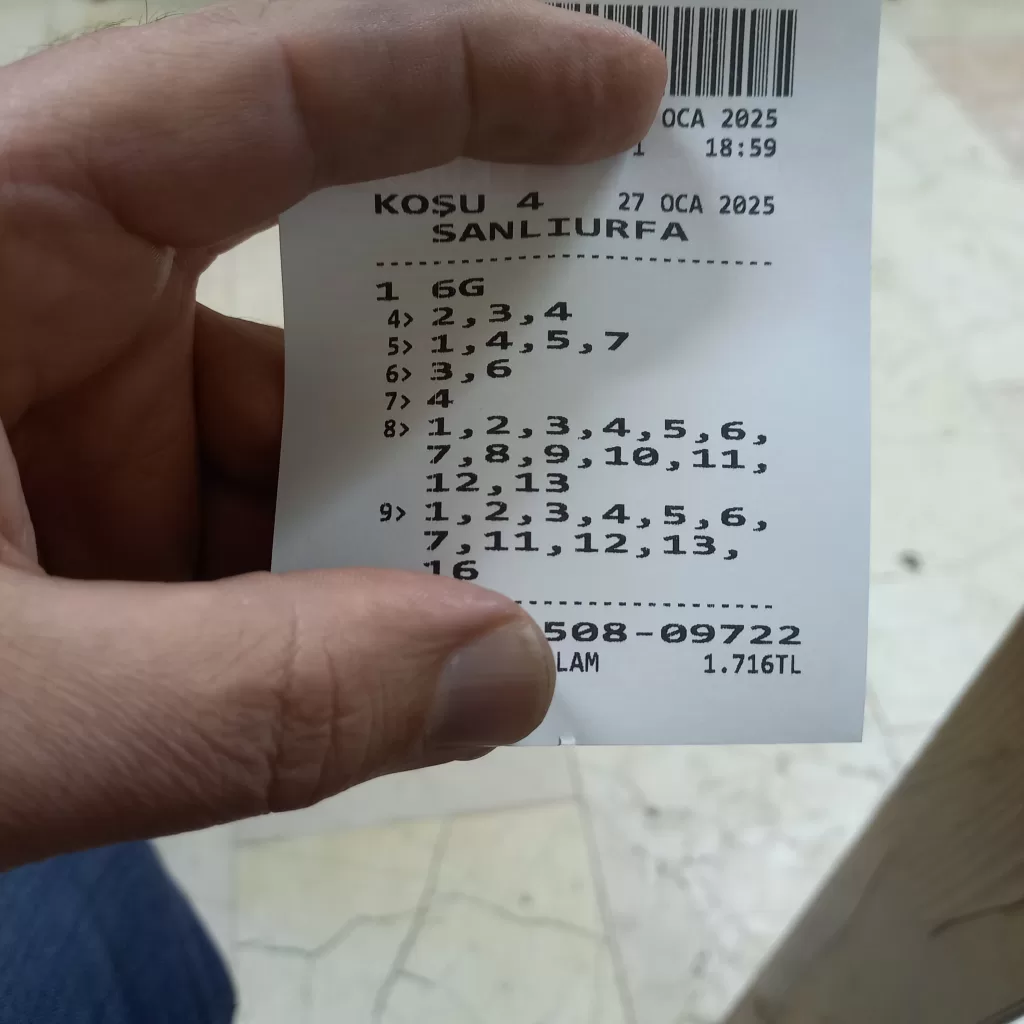 OCA 2025
1 18:59
KOŞU 4 27 OCA 2025
SANLIURFA
1 6G
4> 2,3,4
5> 1,4,5,7
6> 3,6
7> 4
8> 1,2,3,4,5,6,
7,8,9,10,11,
12,13
9> 1,2,3,4,5,6,
7,11,12,13,
16
508-09722
LAM 1.716TL